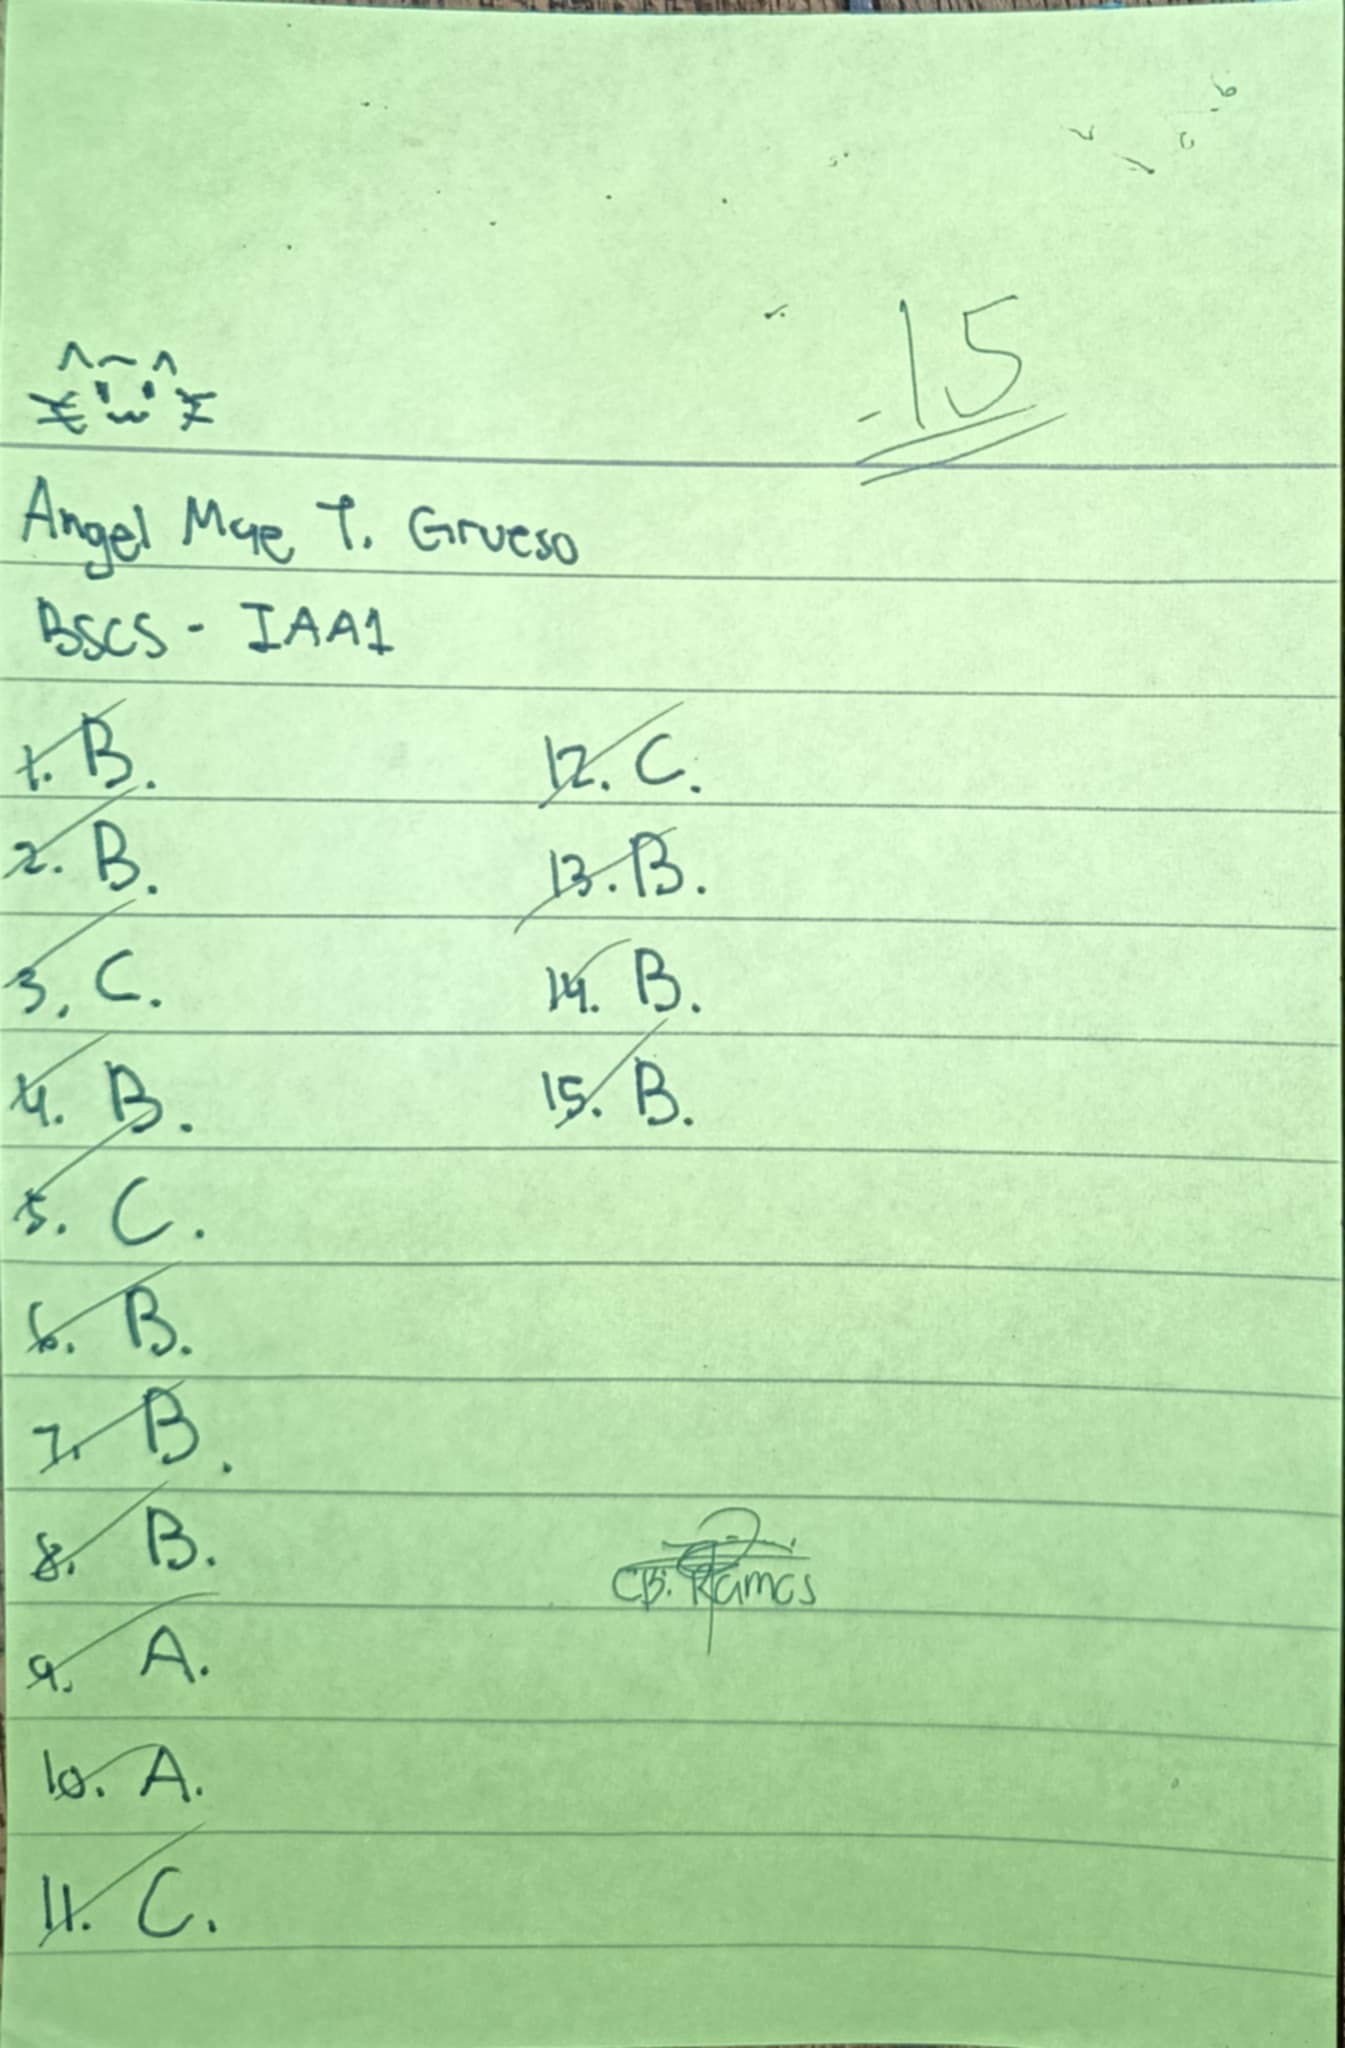 15
Angel Mae T. Grueso
BSCS - IAA1
1. B.
2. B.
3. C.
4. B.
5. C.
6. B.
7. B.
8. B.
9. A.
10. A.
11. C.
12. C.
13. B.
14. B.
15. B.
CB. Ramos